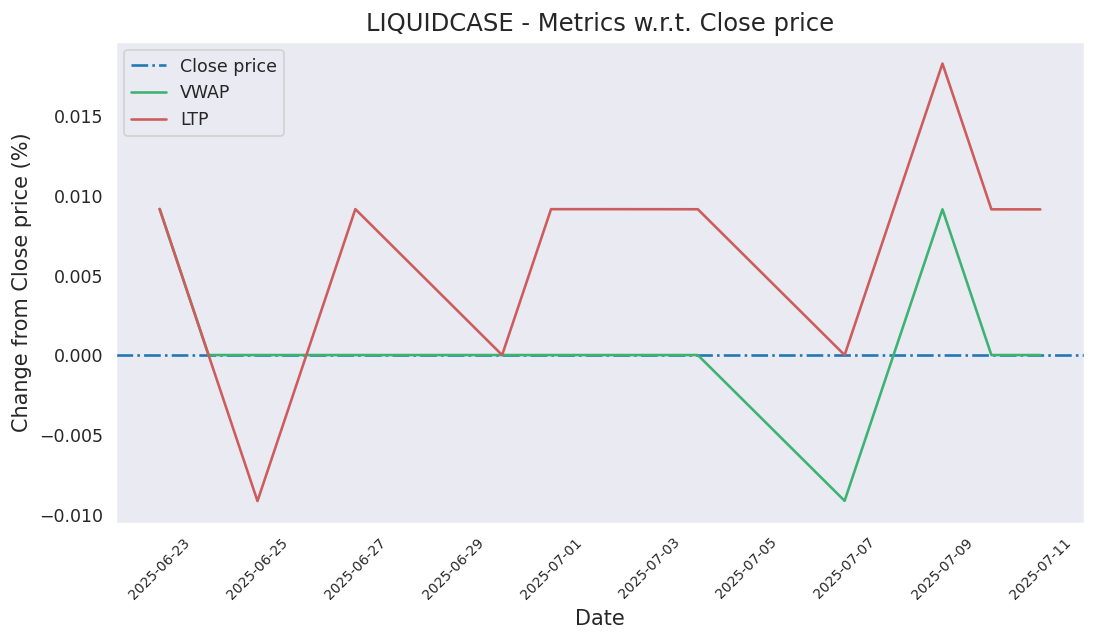 LIQUIDCASE - Metrics w.r.t. Close price
Close price
VWAP
LTP
Change from Close price (%)
0.015
0.010
0.005
0.000
−0.005
−0.010
2025-06-23
2025-06-25
2025-06-27
2025-06-29
2025-07-01
2025-07-03
2025-07-05
2025-07-07
2025-07-09
2025-07-11
Date